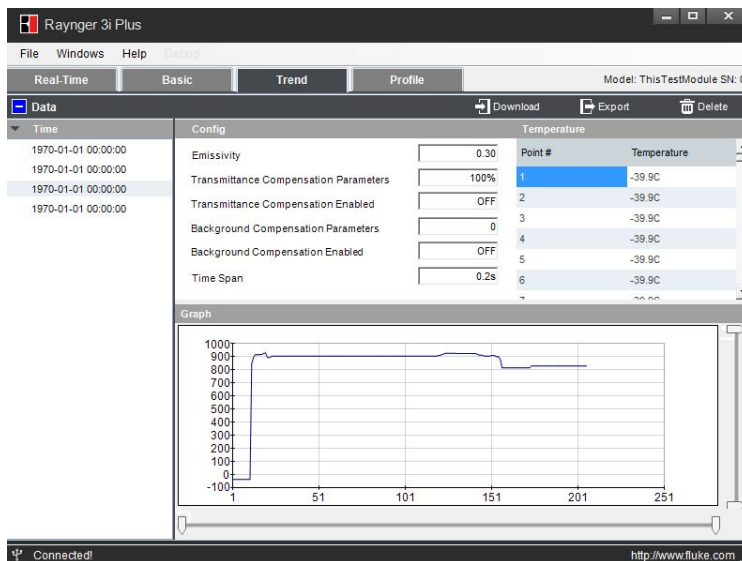 Raynger 3i Plus
File Windows Help Debug
Real-Time Basic Trend Profile Model: ThisTestModule SN:
Data Download Export Delete
Time Config Temperature
1970-01-01 00:00:00
1970-01-01 00:00:00
1970-01-01 00:00:00
1970-01-01 00:00:00
Emissivity 0.30
Transmittance Compensation Parameters 100%
Transmittance Compensation Enabled OFF
Background Compensation Parameters 0
Background Compensation Enabled OFF
Time Span 0.2s
Point # Temperature
1 -39.9C
2 -39.9C
3 -39.9C
4 -39.9C
5 -39.9C
6 -39.9C
Graph
1000
900
800
700
600
500
400
300
200
100
0
-100
1 51 101 151 201 251
Connected! http://www.fluke.com